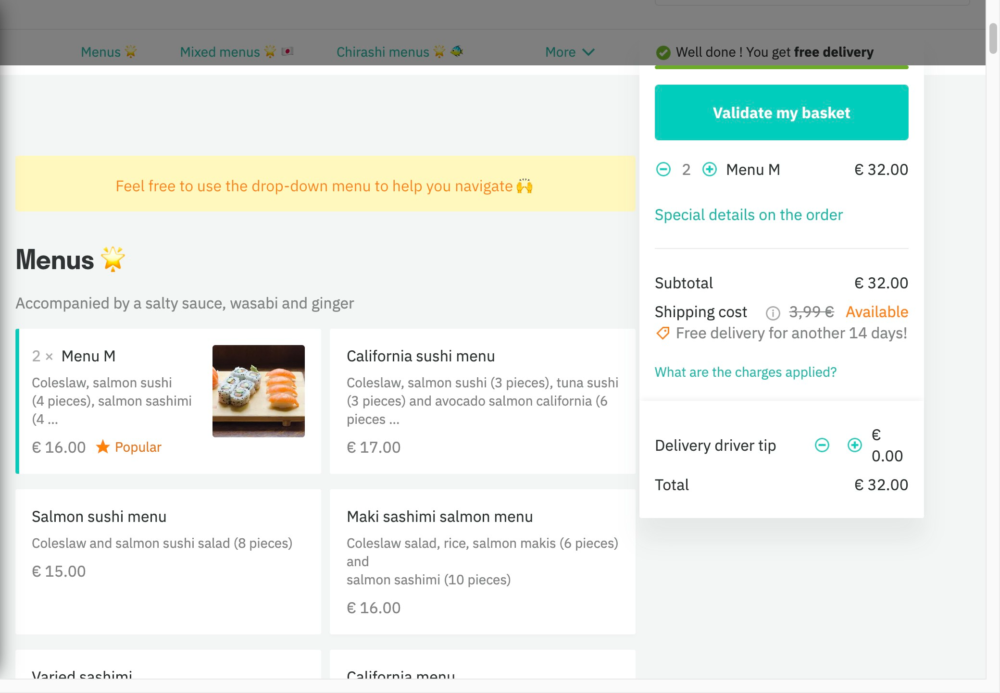 Menus 🌟
Mixed menus 🌟 🇯🇵
Chirashi menus 🌟 🐠
More
Well done ! You get free delivery
Validate my basket
2 Menu M € 32.00
Special details on the order
Subtotal € 32.00
Shipping cost 3,99 € Available
Free delivery for another 14 days!
What are the charges applied?
Delivery driver tip €
0.00
Total € 32.00
Feel free to use the drop-down menu to help you navigate 🙌
Menus 🌟
Accompanied by a salty sauce, wasabi and ginger
2 × Menu M
Coleslaw, salmon sushi
(4 pieces), salmon sashimi
(4 ...
€ 16.00 ★ Popular
California sushi menu
Coleslaw, salmon sushi (3 pieces), tuna sushi
(3 pieces) and avocado salmon california (6
pieces ...
€ 17.00
Salmon sushi menu
Coleslaw and salmon sushi salad (8 pieces)
€ 15.00
Maki sashimi salmon menu
Coleslaw salad, rice, salmon makis (6 pieces)
and
salmon sashimi (10 pieces)
€ 16.00
Varied sashimi
California menu